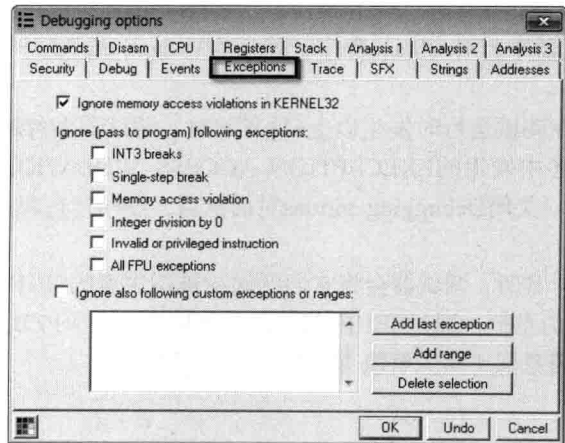 Debugging options
Commands Disasm CPU Registers Stack Analysis 1 Analysis 2 Analysis 3
Security Debug Events Exceptions Trace SFX Strings Addresses
Ignore memory access violations in KERNEL32
Ignore (pass to program) following exceptions:
INT3 breaks
Single-step break
Memory access violation
Integer division by 0
Invalid or privileged instruction
All FPU exceptions
Ignore also following custom exceptions or ranges:
Add last exception
Add range
Delete selection
OK Undo Cancel